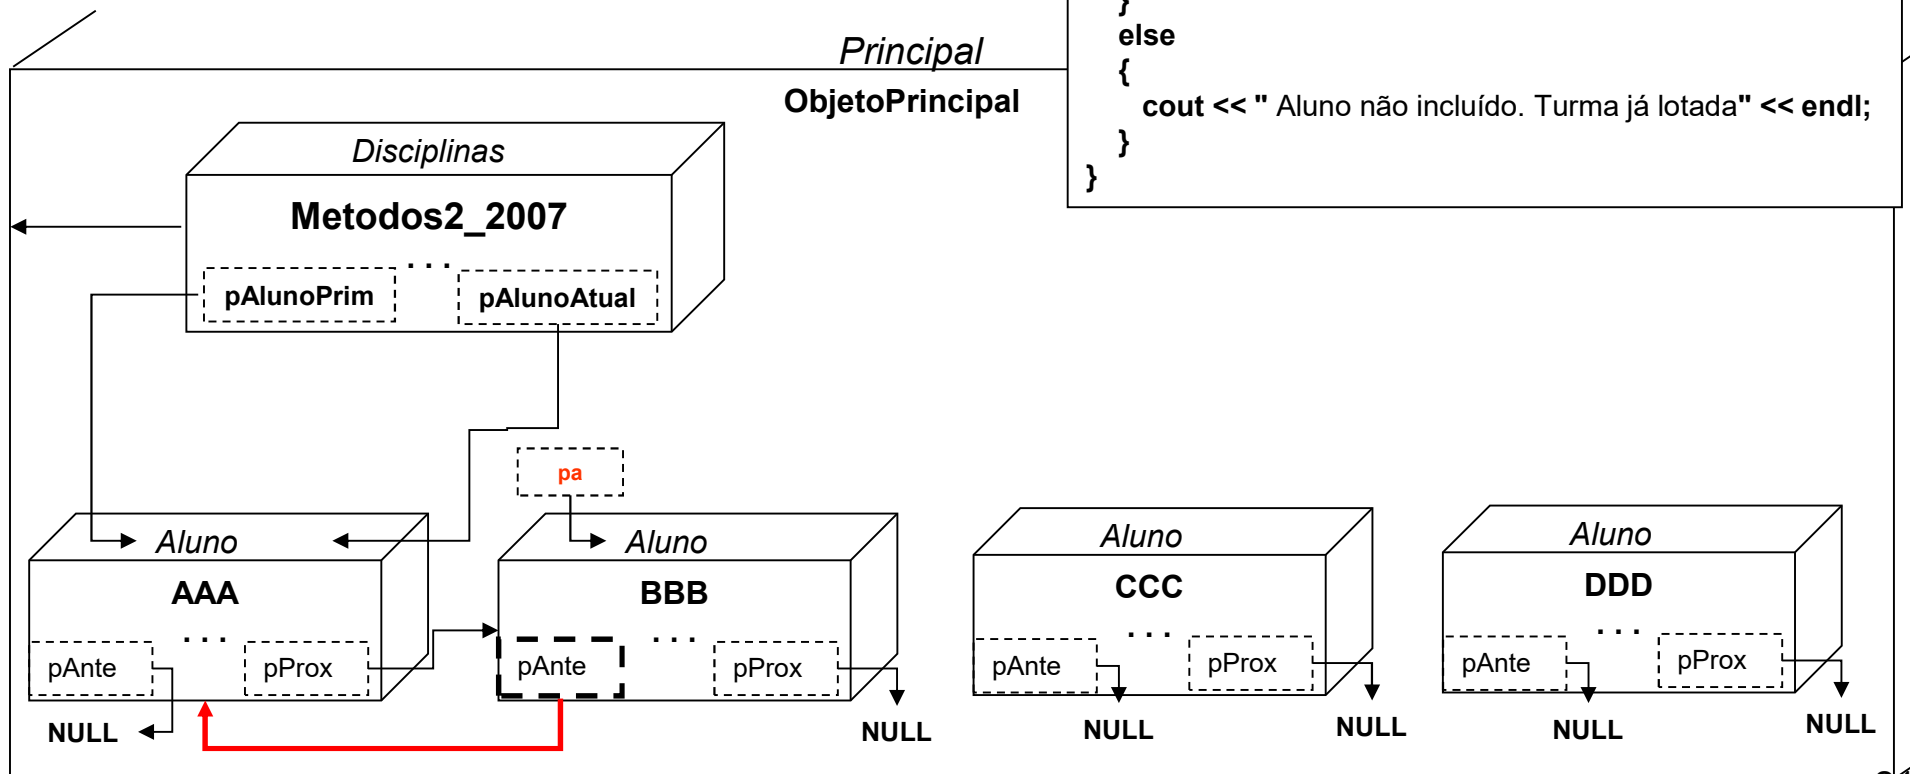 }
else
{
cout << " Aluno não incluído. Turma já lotada" << endl;
}
}
Principal
ObjetoPrincipal
Disciplinas
Metodos2_2007
. . .
pAlunoPrim
pAlunoAtual
pa
Aluno
AAA
. . .
pAnte
pProx
NULL
Aluno
BBB
. . .
pAnte
pProx
NULL
Aluno
CCC
. . .
pAnte
pProx
NULL
NULL
Aluno
DDD
. . .
pAnte
pProx
NULL
NULL